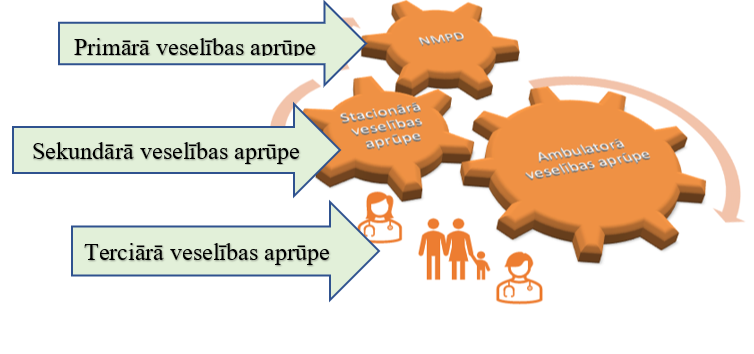 Primārā veselības aprūpe
NMPD
Stacionārā
veselības
aprūpe
Sekundārā veselības aprūpe
Ambulatorā
veselības aprūpe
Terciārā veselības aprūpe